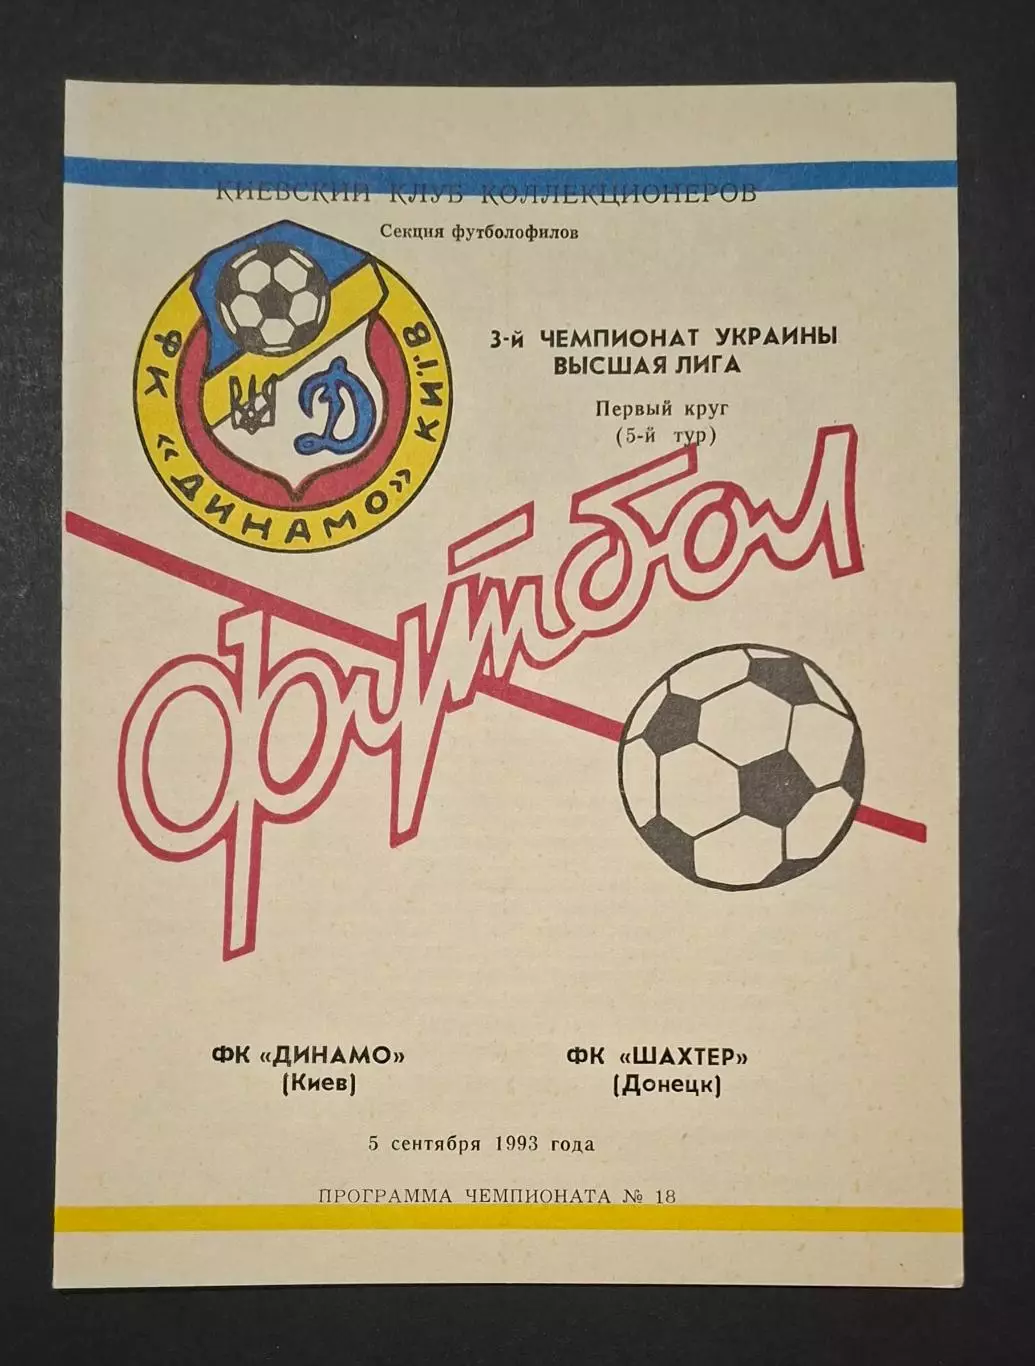 КИЕВСКИЙ КЛУБ КОЛЛЕКЦИОНЕРОВ
Секция футболофилов
ФК «ДИНАМО» КИЇВ
Д
3-й ЧЕМПИОНАТ УКРАИНЫ
ВЫСШАЯ ЛИГА
Первый круг
(5-й тур)
футбол
ФК «ДИНАМО»
(Киев)
ФК «ШАХТЕР»
(Донецк)
5 сентября 1993 года
ПРОГРАММА ЧЕМПИОНАТА № 18